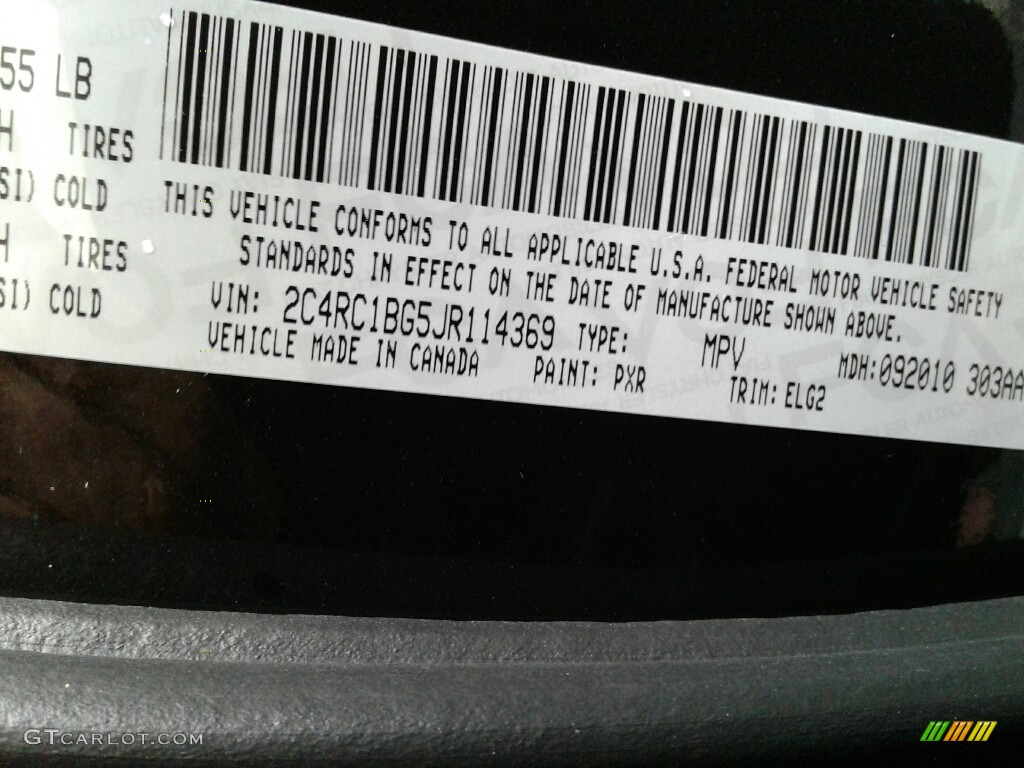 55 LB
H TIRES
SI) COLD
H TIRES
SI) COLD
THIS VEHICLE CONFORMS TO ALL APPLICABLE U.S.A. FEDERAL MOTOR VEHICLE SAFETY
STANDARDS IN EFFECT ON THE DATE OF MANUFACTURE SHOWN ABOVE.
VIN: 2C4RC1BG5JR114369 TYPE: MPV MDH:092010 303AA
VEHICLE MADE IN CANADA PAINT: PXR TRIM: ELG2
GTCARLOT.COM